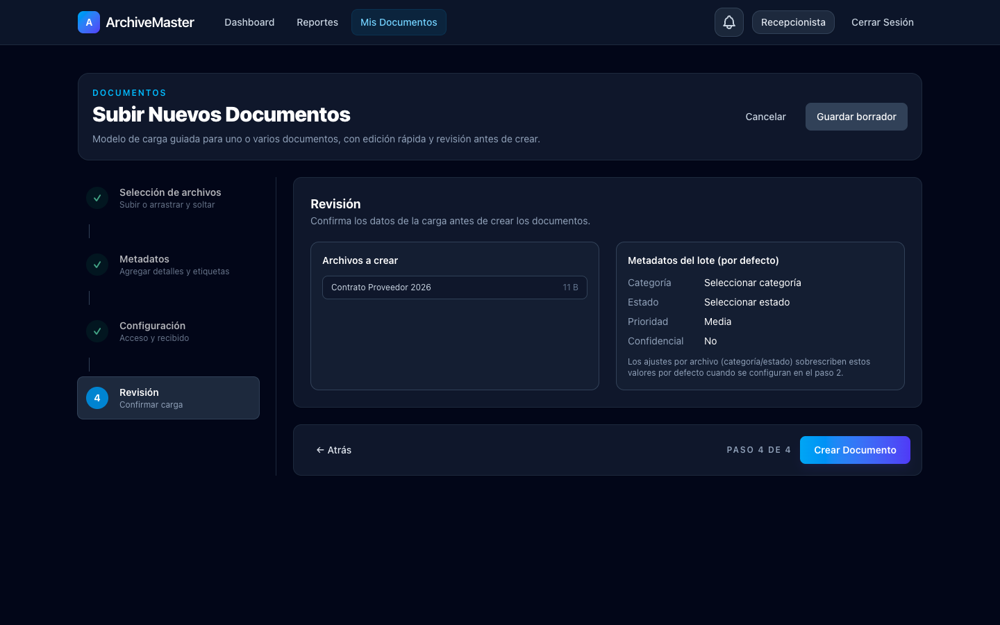 A ArchiveMaster Dashboard Reportes Mis Documentos Recepcionista Cerrar Sesión
DOCUMENTOS
Subir Nuevos Documentos
Modelo de carga guiada para uno o varios documentos, con edición rápida y revisión antes de crear.
Cancelar Guardar borrador
Selección de archivos
Subir o arrastrar y soltar
Metadatos
Agregar detalles y etiquetas
Configuración
Acceso y recibido
4 Revisión
Confirmar carga
Revisión
Confirma los datos de la carga antes de crear los documentos.
Archivos a crear
Contrato Proveedor 2026 11 B
Metadatos del lote (por defecto)
Categoría Seleccionar categoría
Estado Seleccionar estado
Prioridad Media
Confidencial No
Los ajustes por archivo (categoría/estado) sobrescriben estos
valores por defecto cuando se configuran en el paso 2.
← Atrás PASO 4 DE 4 Crear Documento